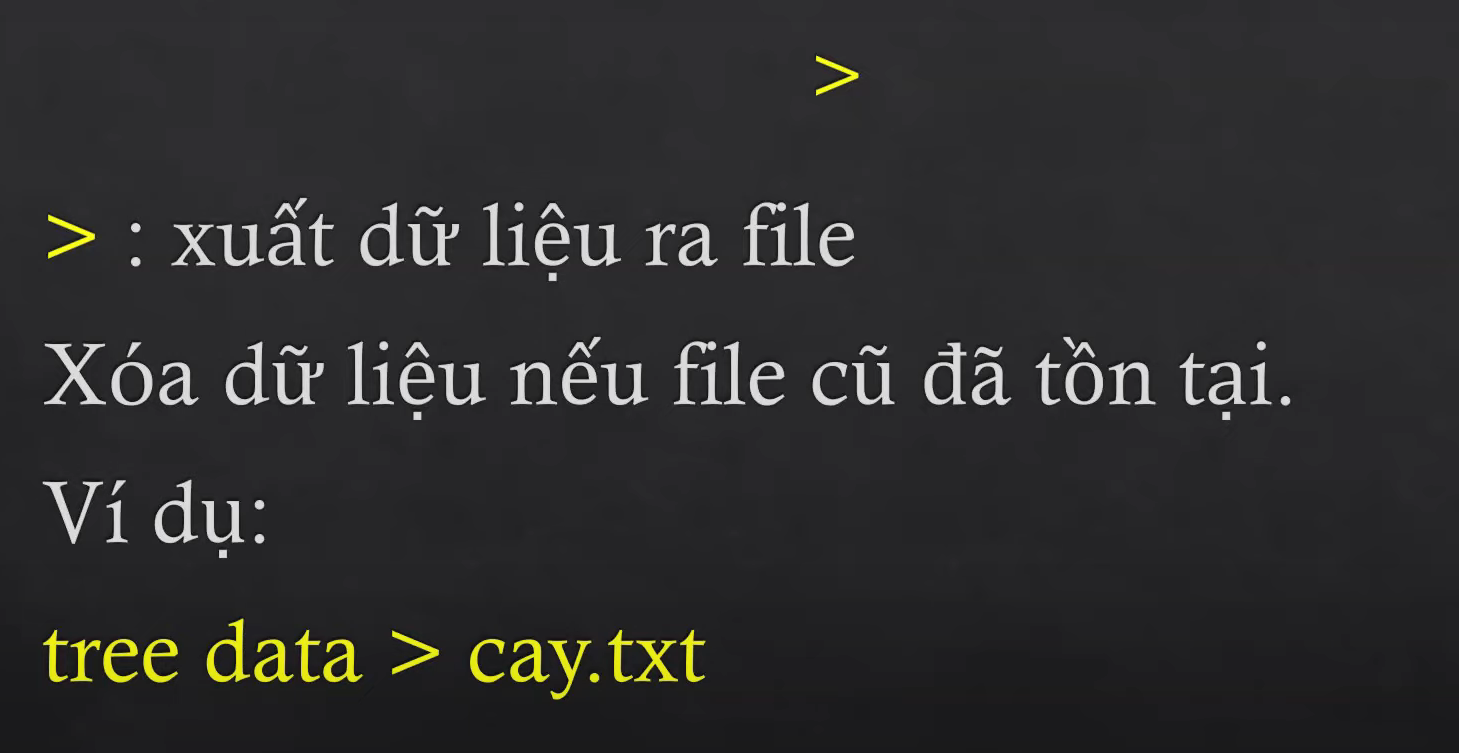 >
> : xuất dữ liệu ra file
Xóa dữ liệu nếu file cũ đã tồn tại.
Ví dụ:
tree data > cay.txt